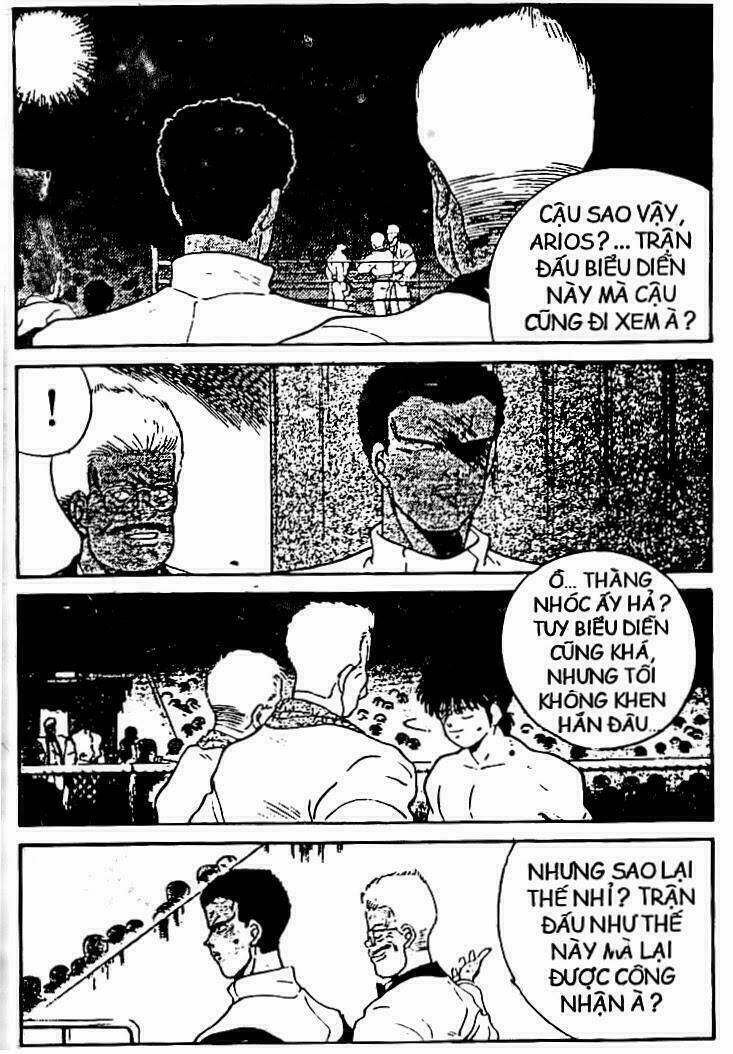 CẬU SAO VẬY,
ARIOS? ... TRẬN
ĐẤU BIỂU DIỄN
NÀY MÀ CẬU
CŨNG ĐI XEM À?
!
Ồ... THẰNG
NHÓC ẤY HẢ?
TUY BIỂU DIỄN
CŨNG KHÁ,
NHƯNG TÔI
KHÔNG KHEN
HẮN ĐÂU...
NHƯNG SAO LẠI
THẾ NHỈ? TRẬN
ĐẤU NHƯ THẾ
NÀY MÀ LẠI
ĐƯỢC CÔNG
NHẬN À?